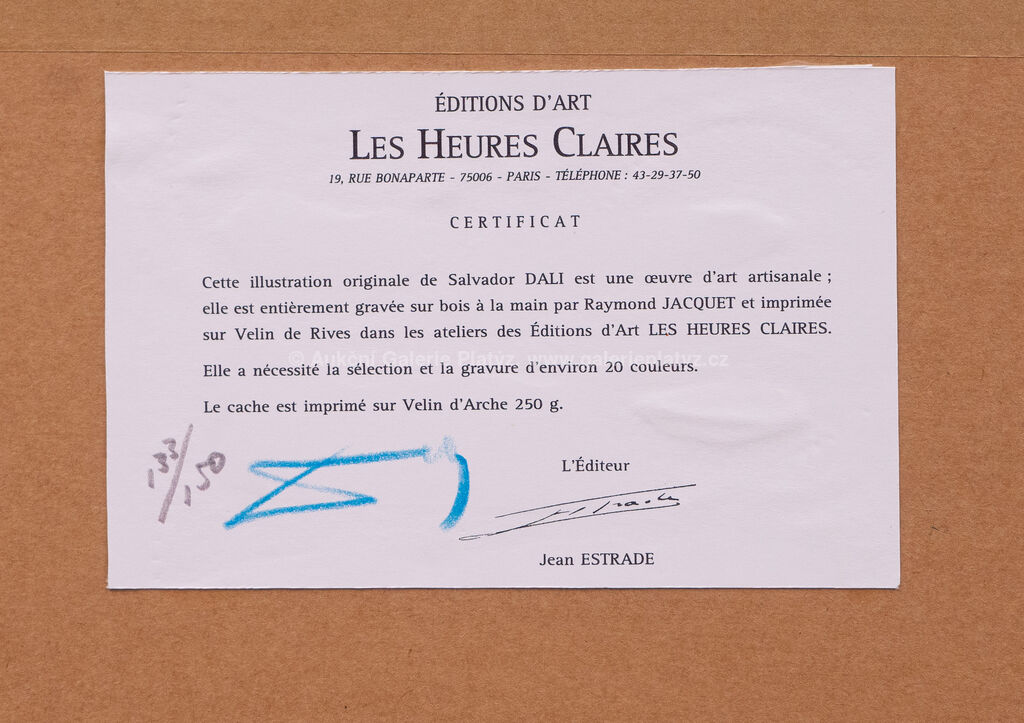 ÉDITIONS D'ART
LES HEURES CLAIRES
19, RUE BONAPARTE - 75006 - PARIS - TÉLÉPHONE : 43-29-37-50
CERTIFICAT
Cette illustration originale de Salvador DALI est une œuvre d'art artisanale ;
elle est entièrement gravée sur bois à la main par Raymond JACQUET et imprimée
sur Velin de Rives dans les ateliers des Éditions d'Art LES HEURES CLAIRES.
© Aukční Galerie Platýz, www.galerieplatyz.cz
Elle a nécessité la sélection et la gravure d'environ 20 couleurs.
Le cache est imprimé sur Velin d'Arche 250 g.
133/150
L'Éditeur
Jean ESTRADE